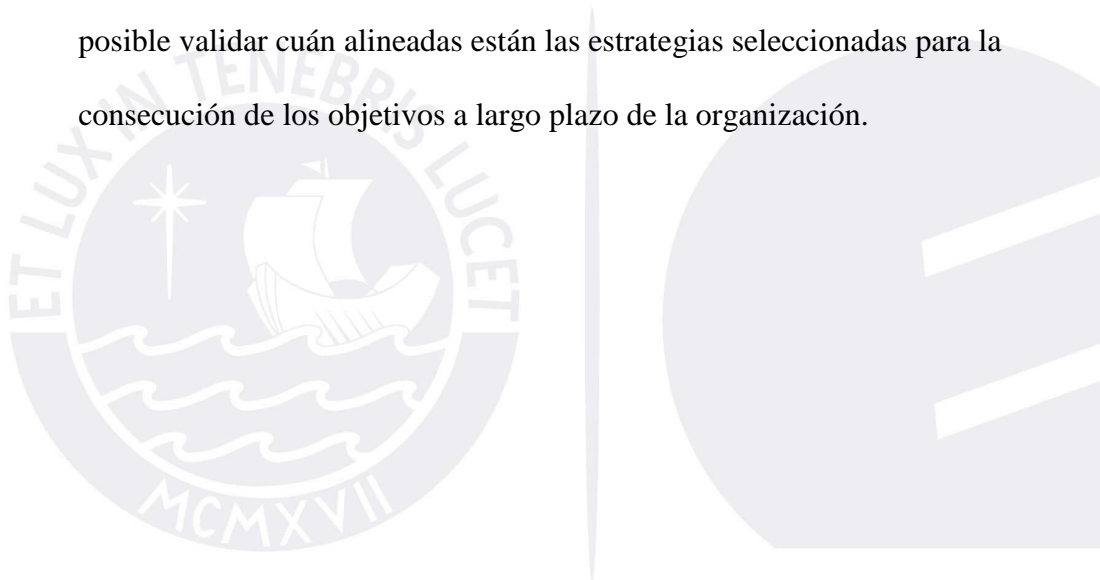 posible validar cuán alineadas están las estrategias seleccionadas para la
consecución de los objetivos a largo plazo de la organización.
ET LUX IN TENEBRIS LUCET
MCMXVII